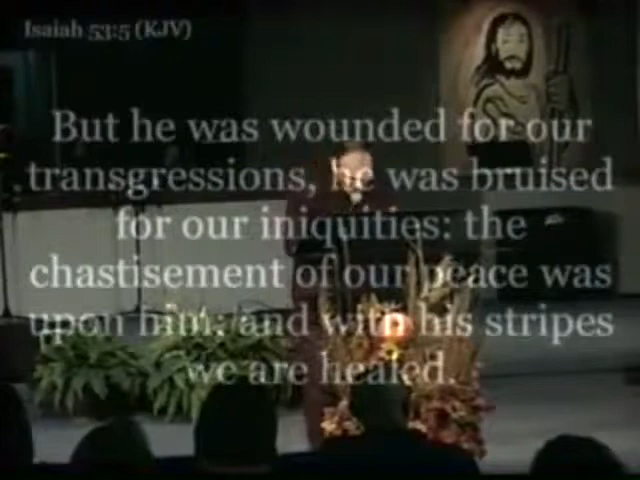 Isaiah 53:5 (KJV)
But he was wounded for our
transgressions, he was bruised
for our iniquities: the
chastisement of our peace was
upon him; and with his stripes
we are healed.